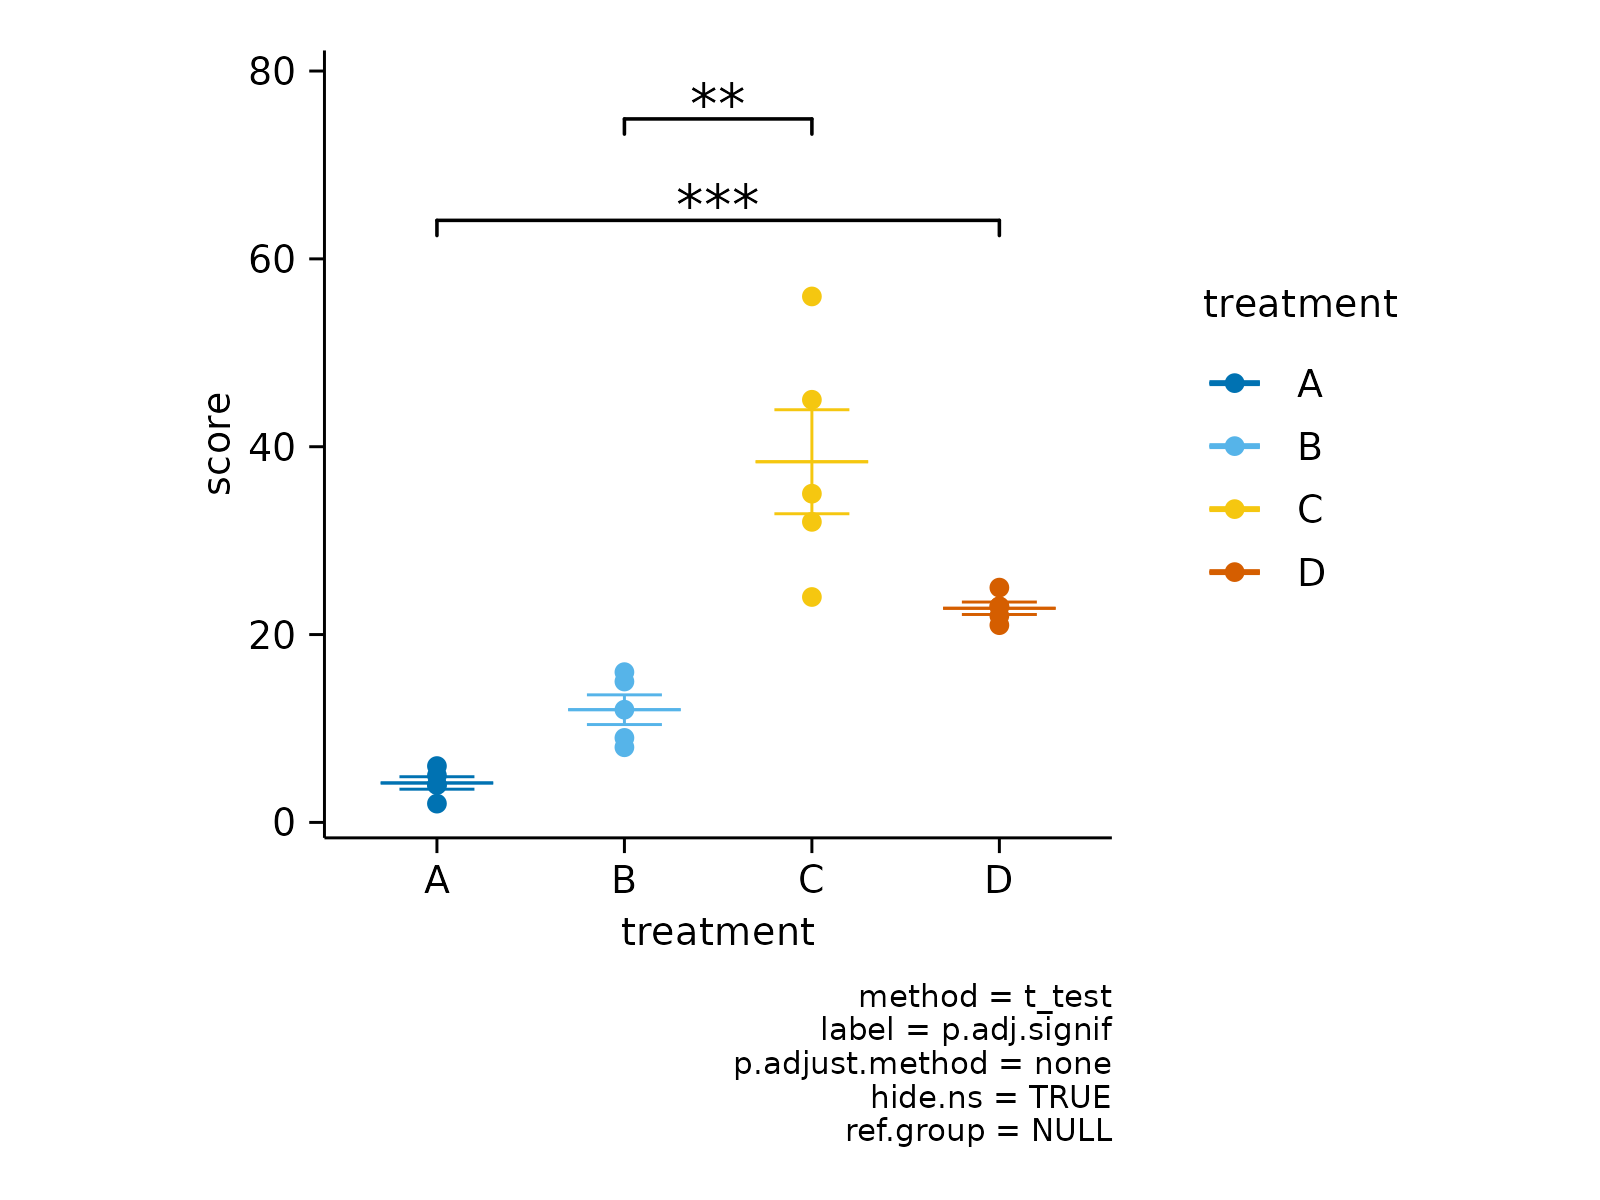 80
**
***
60
score
40
20
0
A
B
C
D
treatment
treatment
A
B
C
D
method = t_test
label = p.adj.signif
p.adjust.method = none
hide.ns = TRUE
ref.group = NULL